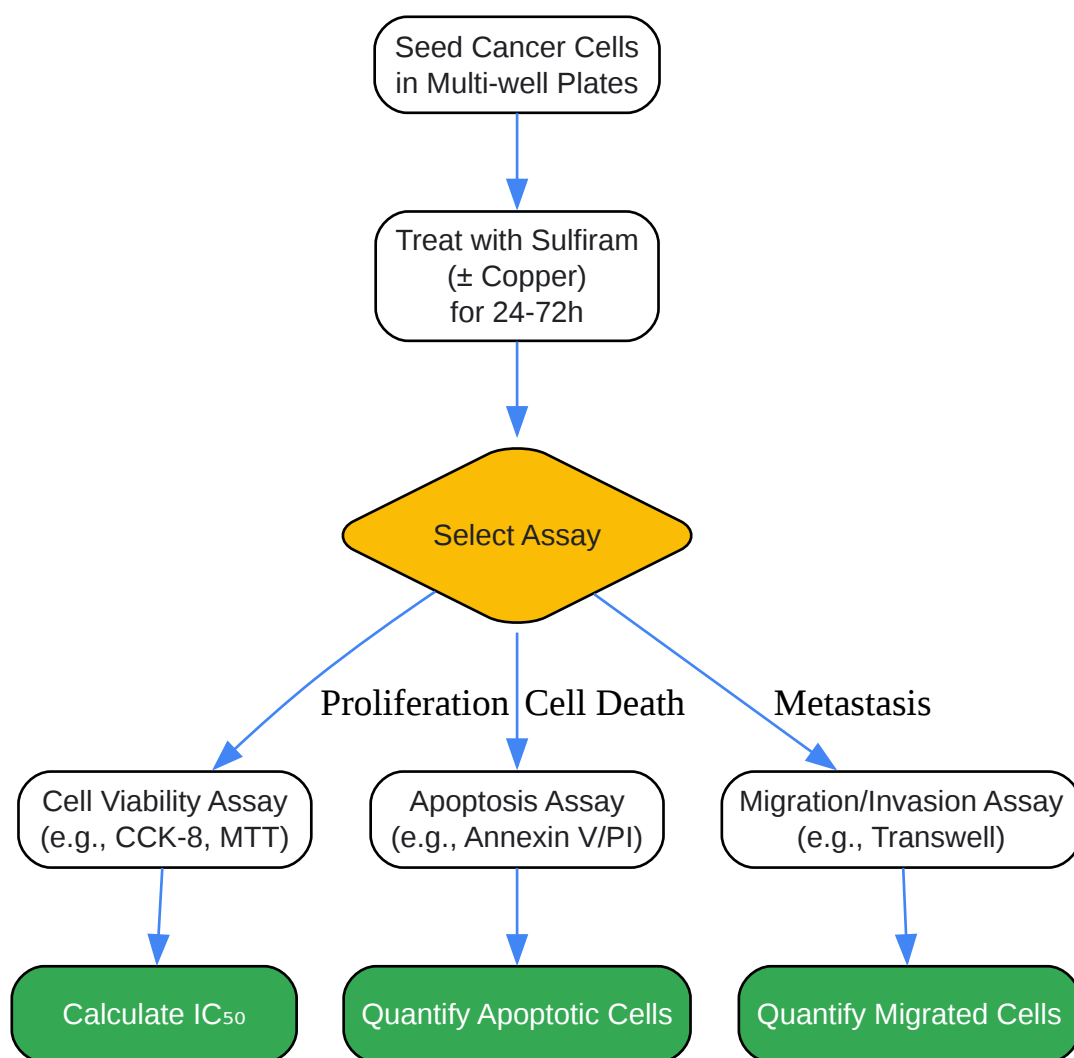 Seed Cancer Cells
in Multi-well Plates
Treat with Sulfiram
(± Copper)
for 24-72h
Select Assay
Proliferation
Cell Death
Metastasis
Cell Viability Assay
(e.g., CCK-8, MTT)
Apoptosis Assay
(e.g., Annexin V/PI)
Migration/Invasion Assay
(e.g., Transwell)
Calculate IC₅₀
Quantify Apoptotic Cells
Quantify Migrated Cells